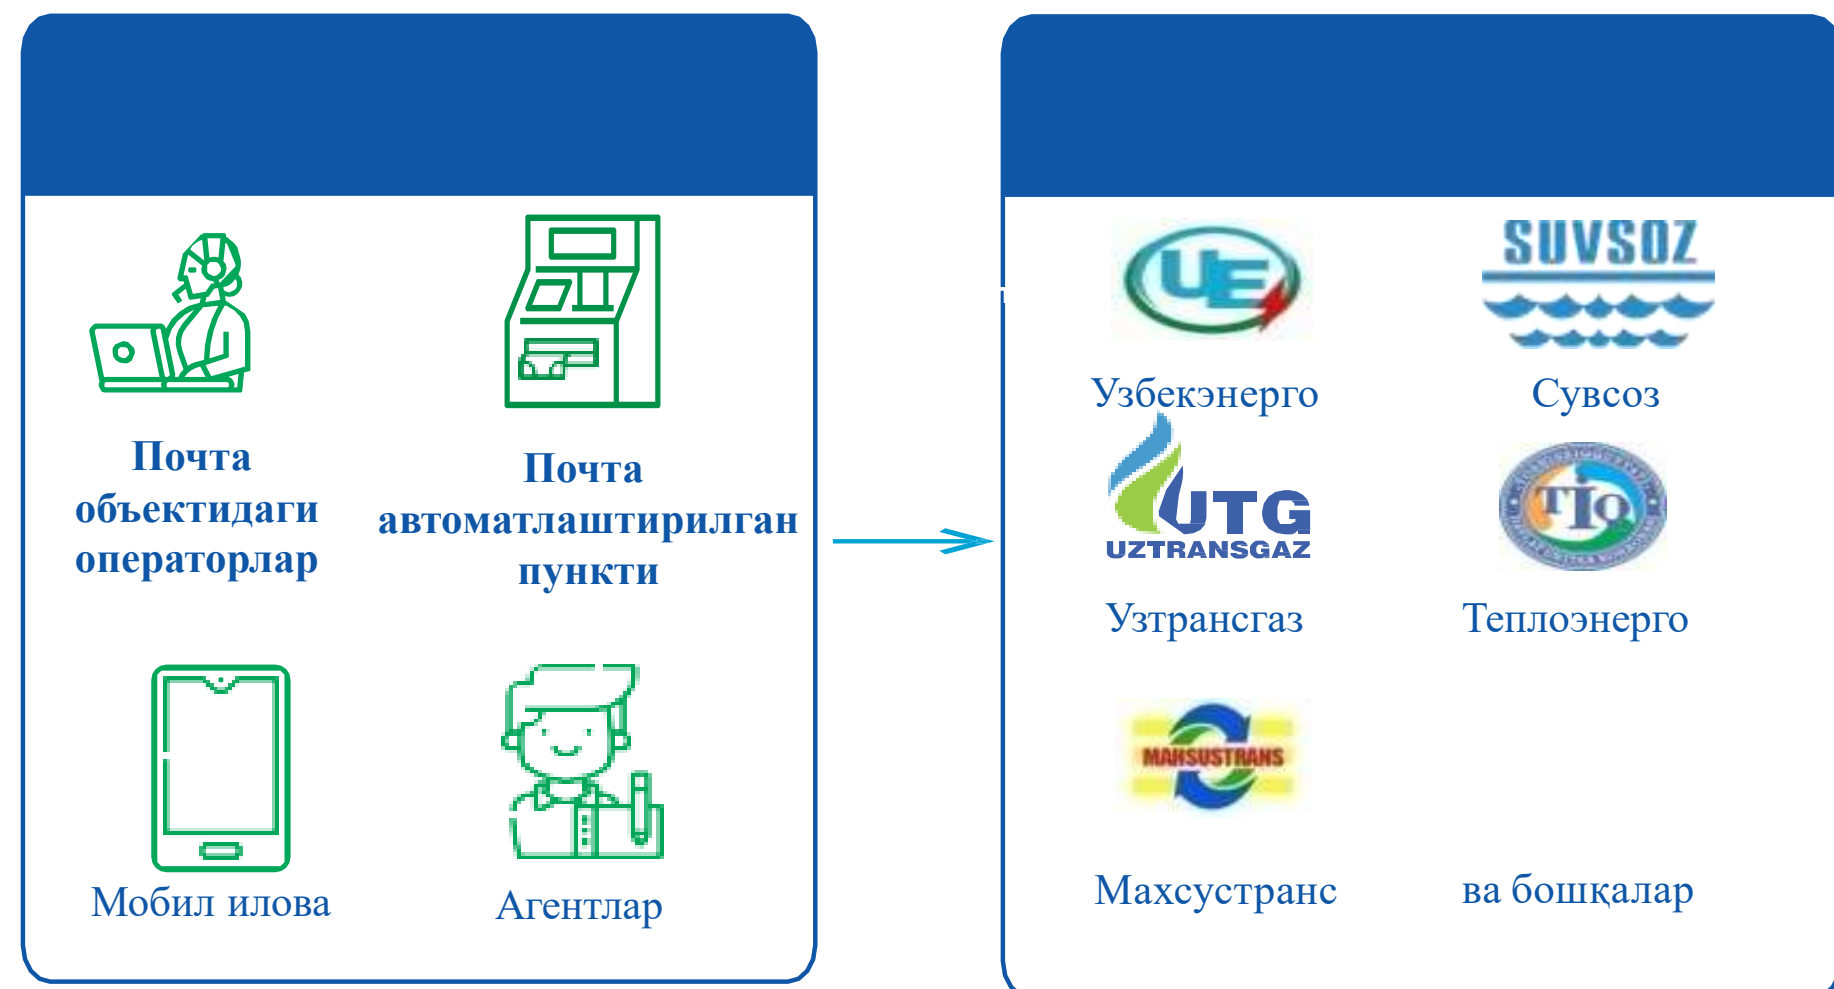 Почта
объектидаги
операторлар
Почта
автоматлаштирилган
пункти
Мобил илова
Агентлар
UE
Узбекэнерго
SUVSOZ
Сувсоз
UTG
UZTRANSGAZ
Узтрансгаз
TIO
Теплоэнерго
MAHSUSTRANS
Махсустранс
ва бошқалар